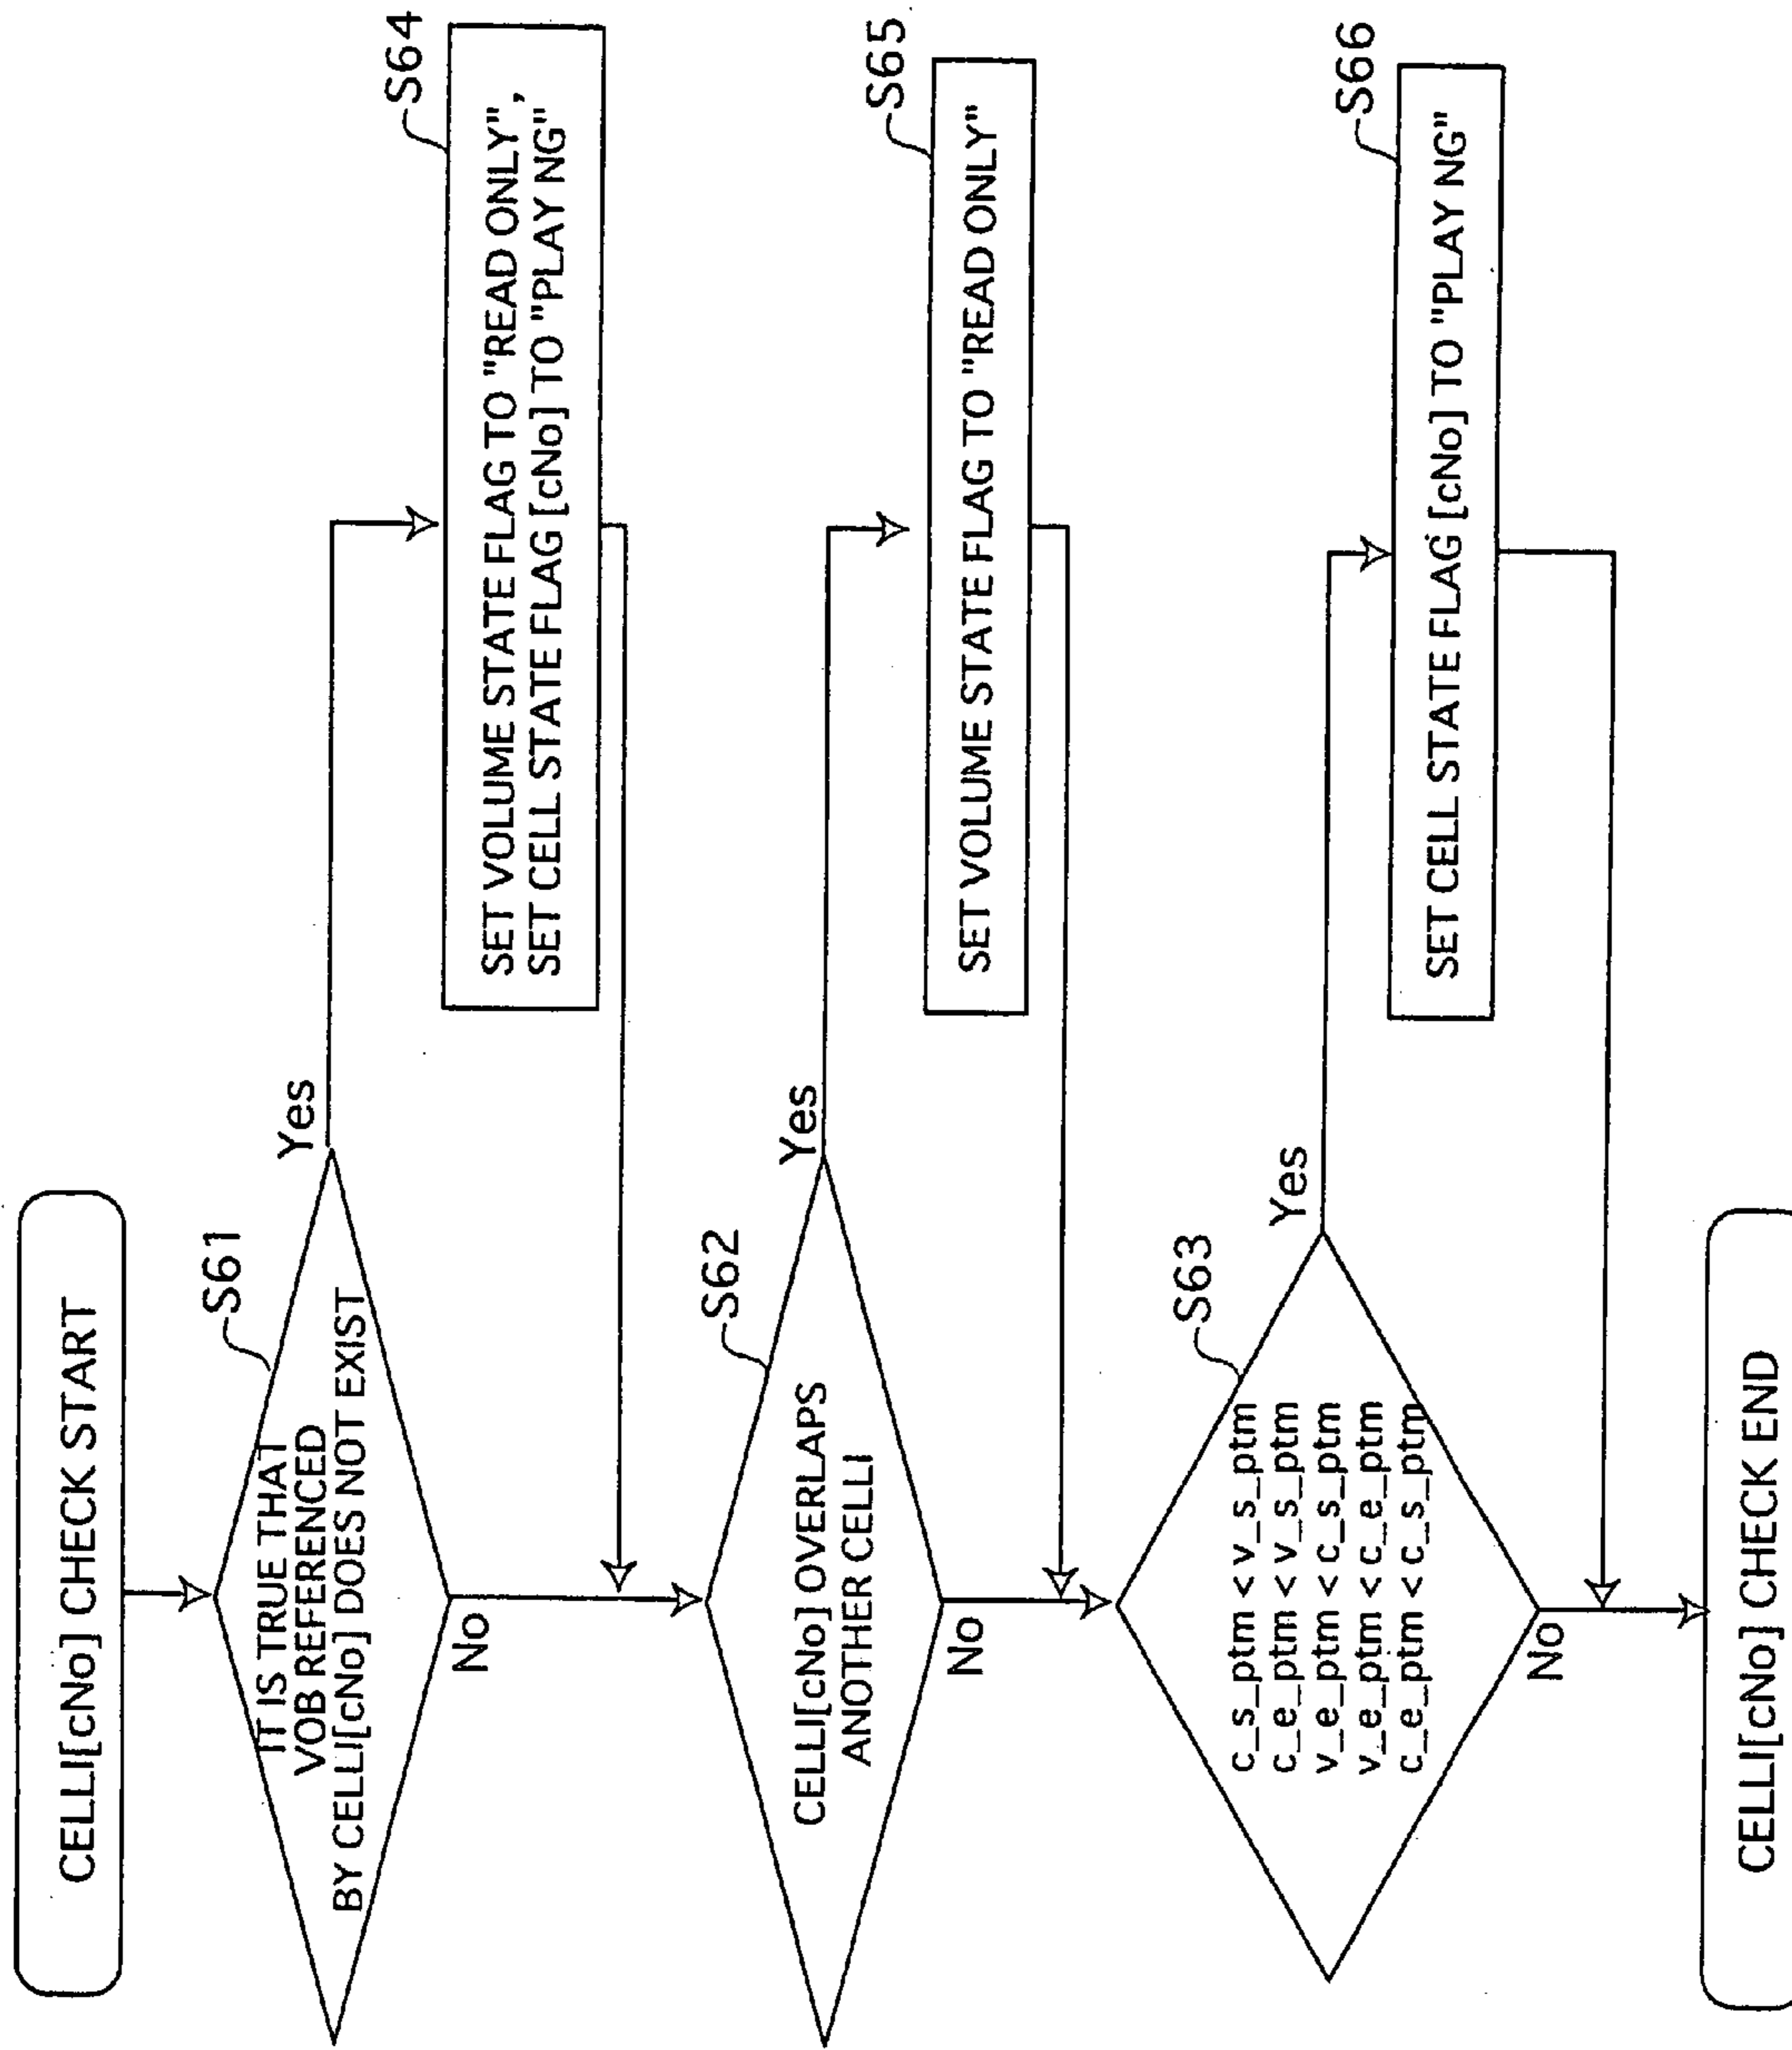 CELLI[cNo] CHECK START
S61
IT IS TRUE THAT
VOB REFERENCED
BY CELLI[cNo] DOES NOT EXIST
Yes
No
S64
SET VOLUME STATE FLAG TO "READ ONLY",
SET CELL STATE FLAG [cNo] TO "PLAY NG"
S62
CELLI[cNo] OVERLAPS
ANOTHER CELLI
Yes
No
S65
SET VOLUME STATE FLAG TO "READ ONLY"
S63
c_s_ptm < v_s_ptm
c_e_ptm < v_s_ptm
v_e_ptm < c_s_ptm
v_e_ptm < c_e_ptm
c_e_ptm < c_s_ptm
Yes
No
S66
SET CELL STATE FLAG [cNo] TO "PLAY NG"
CELLI[cNo] CHECK END